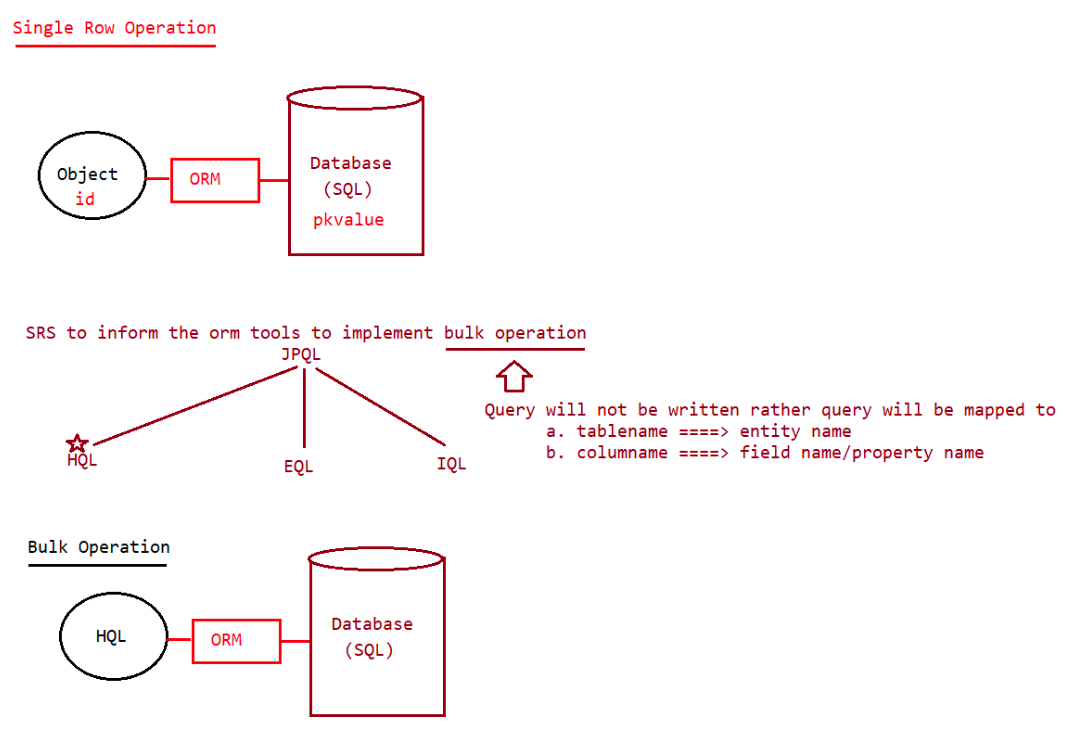 Single Row Operation
Object
id
ORM
Database
(SQL)
pkvalue
SRS to inform the orm tools to implement bulk operation
JPQL
HQL
EQL
IQL
Query will not be written rather query will be mapped to
a. tablename ====> entity name
b. columname ====> field name/property name
Bulk Operation
HQL
ORM
Database
(SQL)